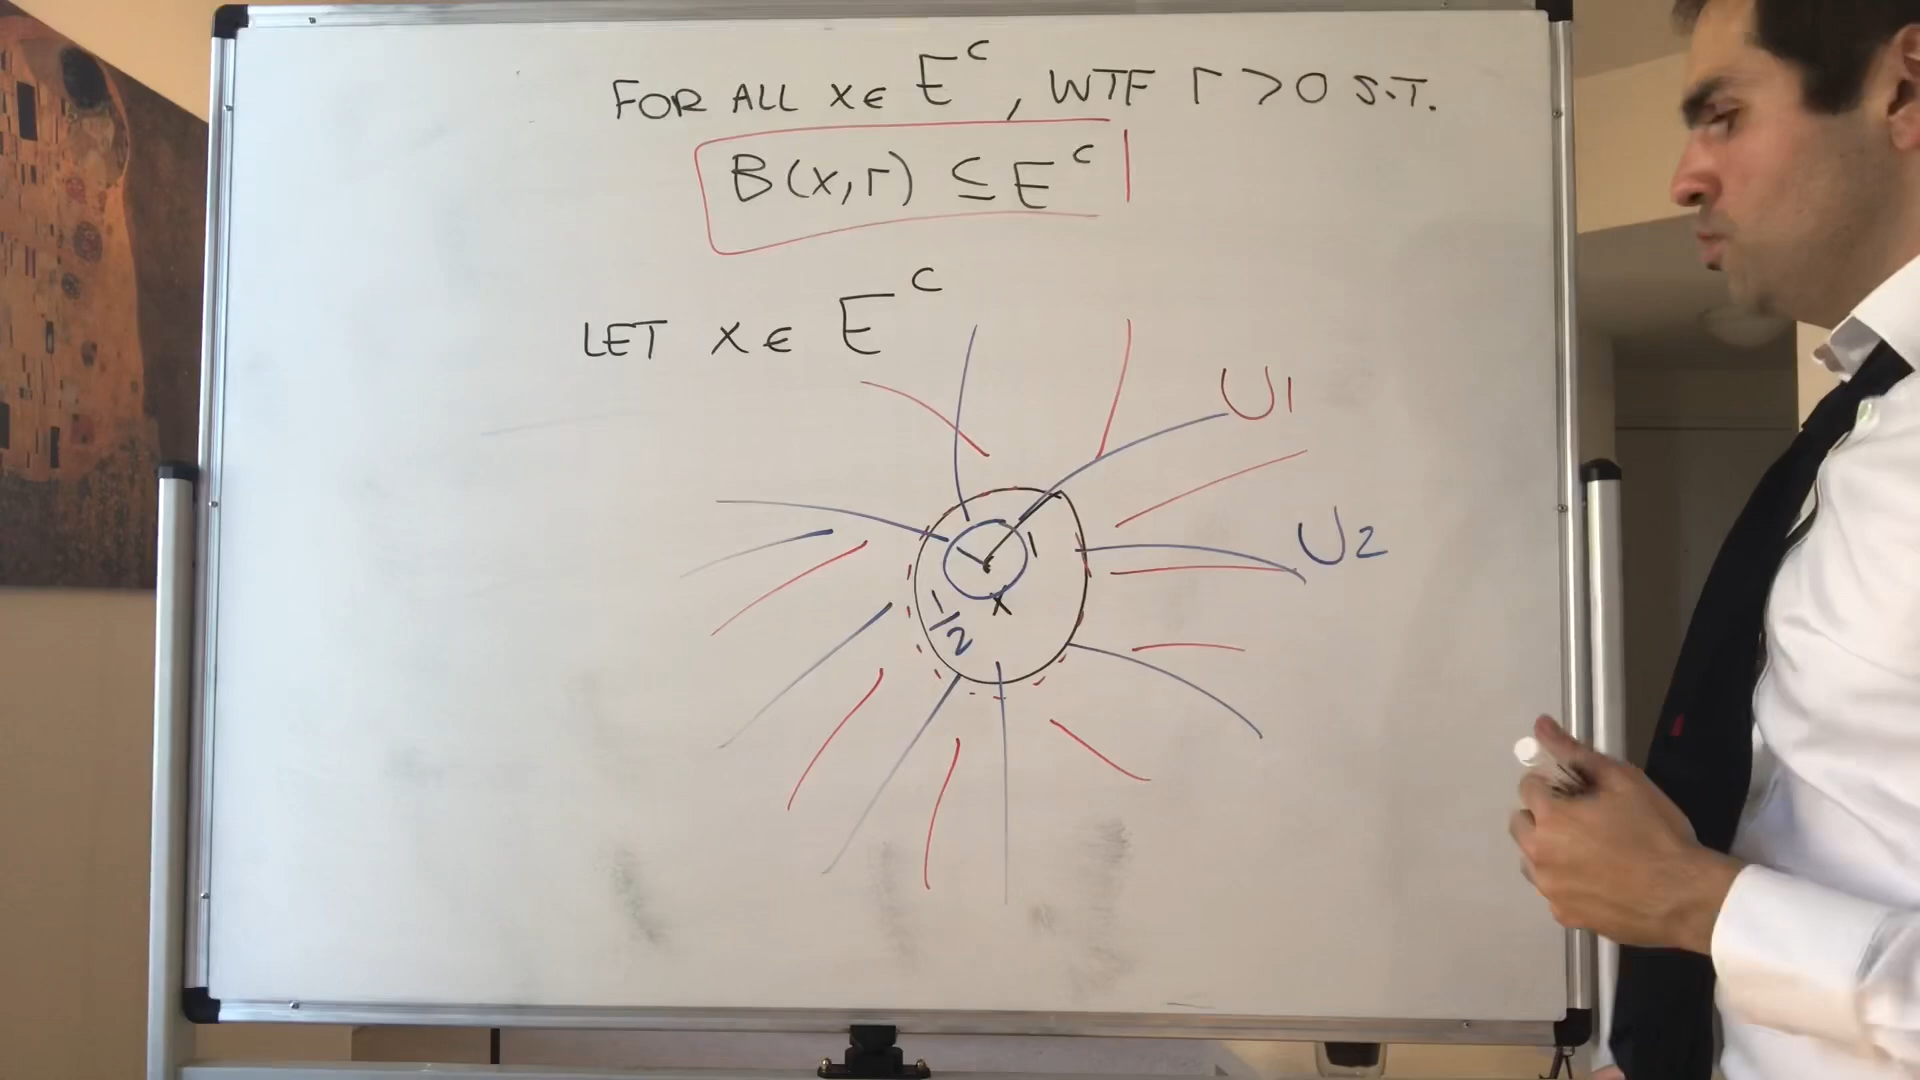 FOR ALL X ∈ E^C, WTF r > 0 S.T.
B(X, r) ⊆ E^C
LET X ∈ E^C
U1
U2
1
X
1/2